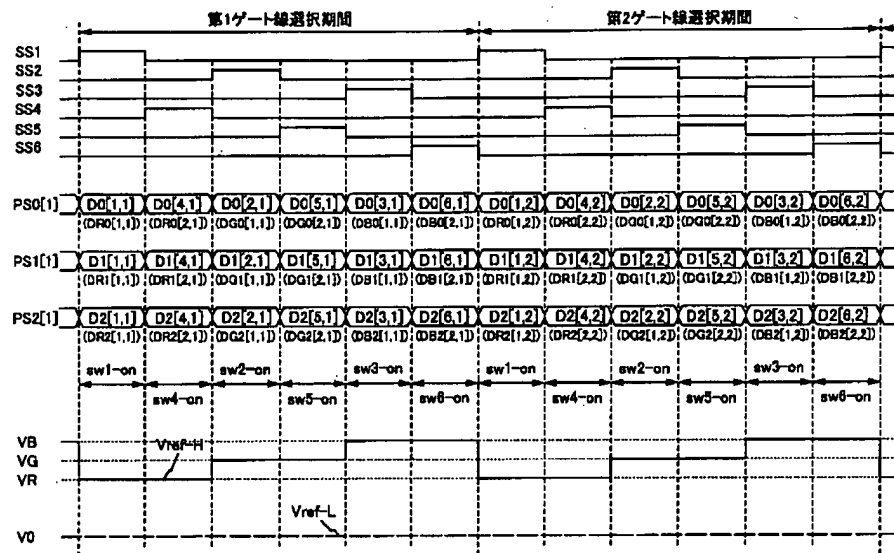 第1ゲート線選択期間 第2ゲート線選択期間
SS1
SS2
SS3
SS4
SS5
SS6
PS0[1] D0[1,1] D0[4,1] D0[2,1] D0[5,1] D0[3,1] D0[6,1] D0[1,2] D0[4,2] D0[2,2] D0[5,2] D0[3,2] D0[6,2]
(DR0[1,1]) (DR0[2,1]) (DG0[1,1]) (DG0[2,1]) (DB0[1,1]) (DB0[2,1]) (DR0[1,2]) (DR0[2,2]) (DG0[1,2]) (DG0[2,2]) (DB0[1,2]) (DB0[2,2])
PS1[1] D1[1,1] D1[4,1] D1[2,1] D1[5,1] D1[3,1] D1[6,1] D1[1,2] D1[4,2] D1[2,2] D1[5,2] D1[3,2] D1[6,2]
(DR1[1,1]) (DR1[2,1]) (DG1[1,1]) (DG1[2,1]) (DB1[1,1]) (DB1[2,1]) (DR1[1,2]) (DR1[2,2]) (DG1[1,2]) (DG1[2,2]) (DB1[1,2]) (DB1[2,2])
PS2[1] D2[1,1] D2[4,1] D2[2,1] D2[5,1] D2[3,1] D2[6,1] D2[1,2] D2[4,2] D2[2,2] D2[5,2] D2[3,2] D2[6,2]
(DR2[1,1]) (DR2[2,1]) (DG2[1,1]) (DG2[2,1]) (DB2[1,1]) (DB2[2,1]) (DR2[1,2]) (DR2[2,2]) (DG2[1,2]) (DG2[2,2]) (DB2[1,2]) (DB2[2,2])
sw1-on sw2-on sw3-on sw1-on sw2-on sw3-on
sw4-on sw5-on sw6-on sw4-on sw5-on sw6-on
VB Vref-H
VG
VR
Vref-L
V0